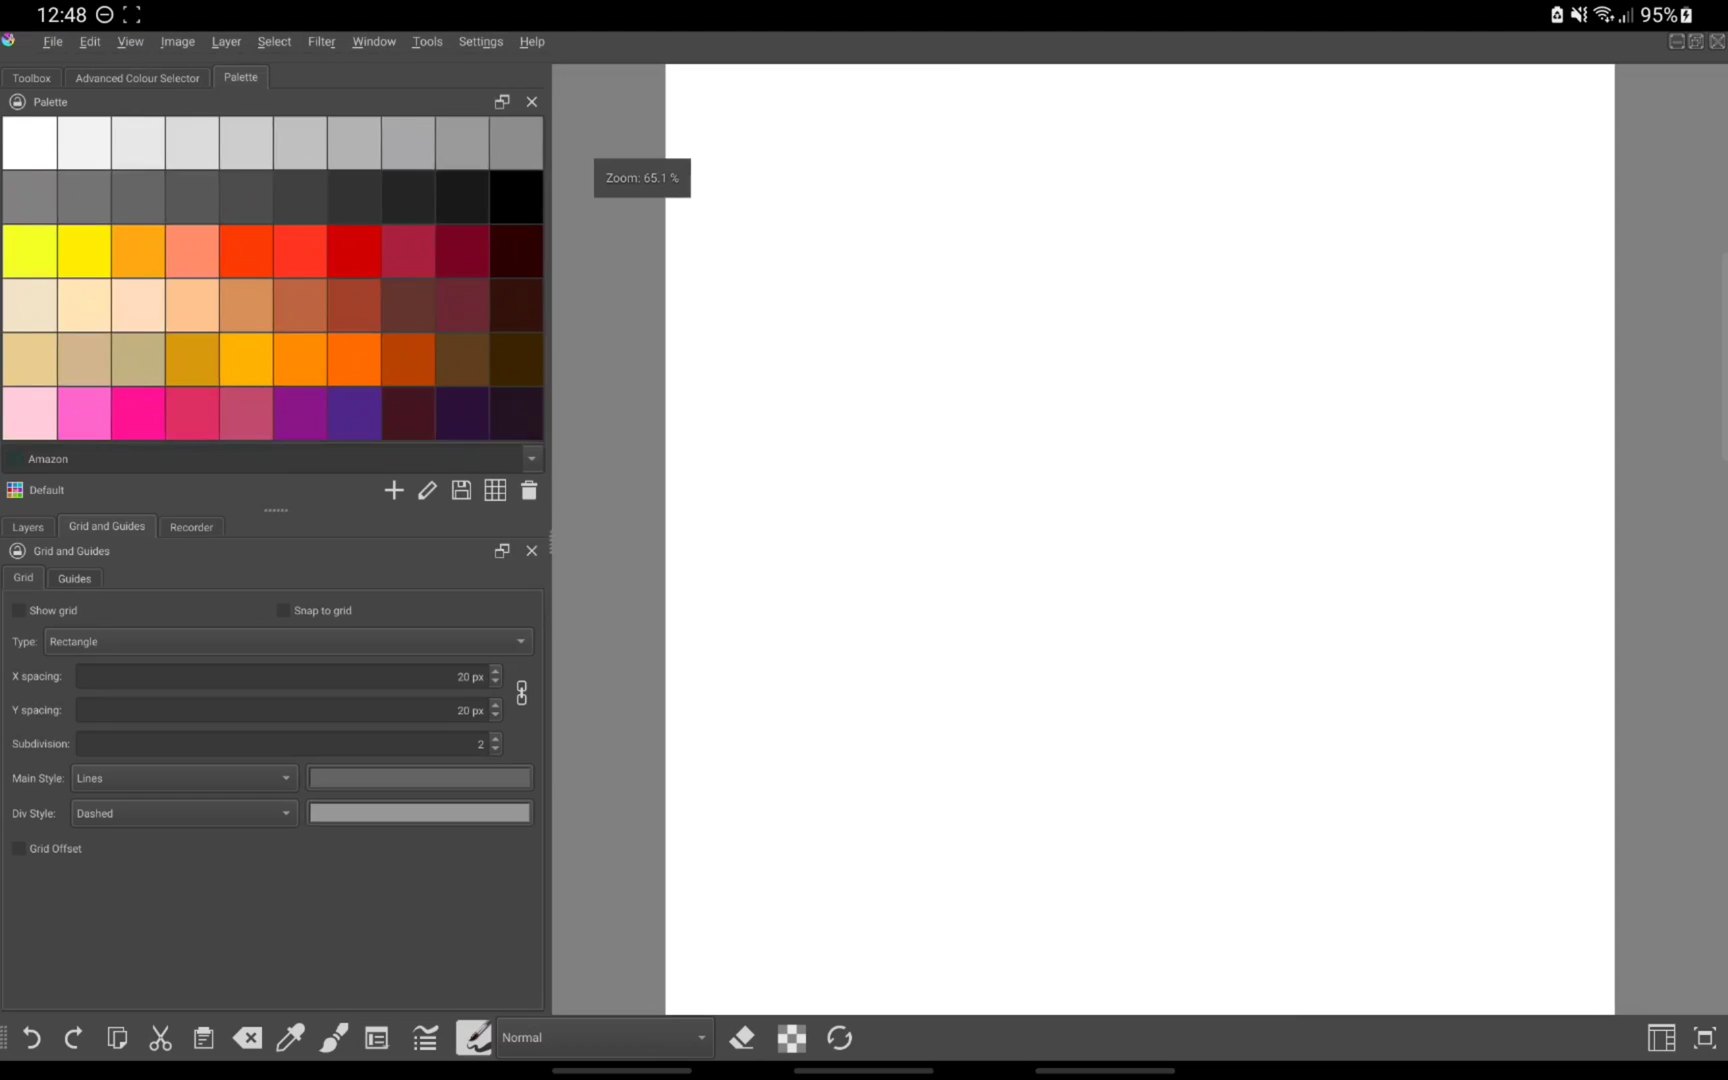 12:48
95%
File Edit View Image Layer Select Filter Window Tools Settings Help
Toolbox Advanced Colour Selector Palette
Palette
Zoom: 65.1 %
Amazon
Default
Layers Grid and Guides Recorder
Grid and Guides
Grid Guides
Show grid Snap to grid
Type: Rectangle
X spacing: 20 px
Y spacing: 20 px
Subdivision: 2
Main Style: Lines
Div Style: Dashed
Grid Offset
Normal